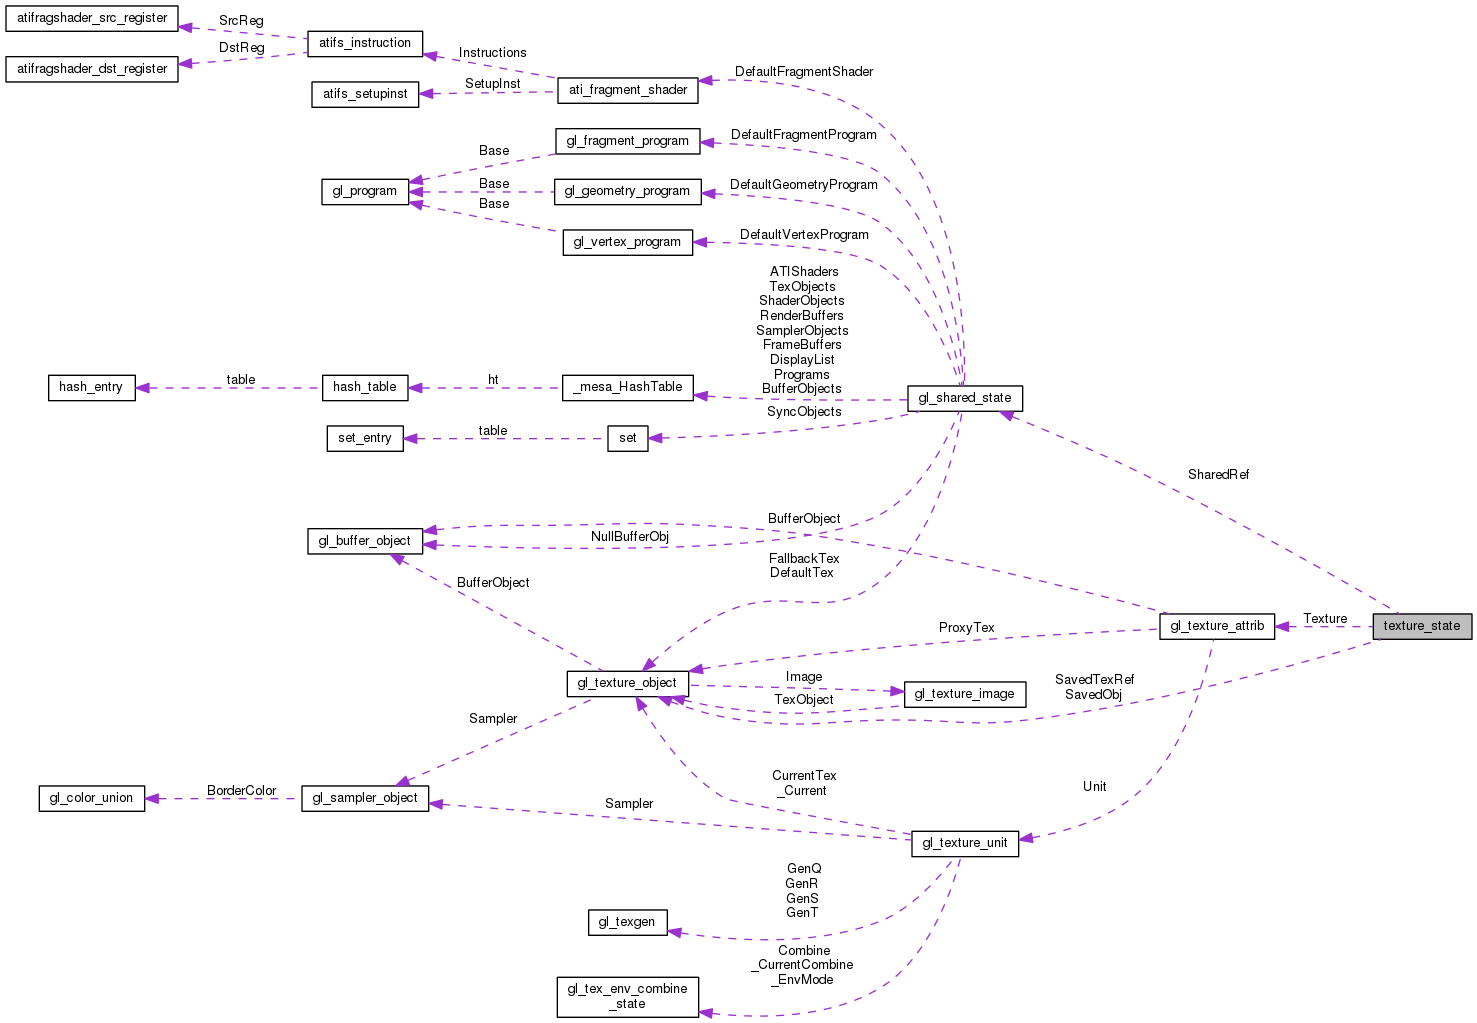 atifragshader_src_register
SrcReg
atifs_instruction
DstReg
atifragshader_dst_register
Instructions
DefaultFragmentShader
SetupInst
ati_fragment_shader
atifs_setupinst
DefaultFragmentProgram
gl_fragment_program
Base
gl_program
Base
gl_geometry_program
DefaultGeometryProgram
Base
gl_vertex_program
DefaultVertexProgram
ATIShaders
TexObjects
ShaderObjects
RenderBuffers
SamplerObjects
FrameBuffers
DisplayList
Programs
BufferObjects
hash_entry
table
hash_table
ht
_mesa_HashTable
gl_shared_state
SyncObjects
set_entry
table
set
SharedRef
BufferObject
gl_buffer_object
NullBufferObj
FallbackTex
DefaultTex
BufferObject
gl_texture_attrib
Texture
texture_state
ProxyTex
gl_texture_object
Image
gl_texture_image
TexObject
SavedTexRef
SavedObj
Sampler
CurrentTex
_Current
Unit
gl_color_union
BorderColor
gl_sampler_object
Sampler
gl_texture_unit
GenQ
GenR
GenS
GenT
gl_texgen
Combine
_CurrentCombine
_EnvMode
gl_tex_env_combine
_state